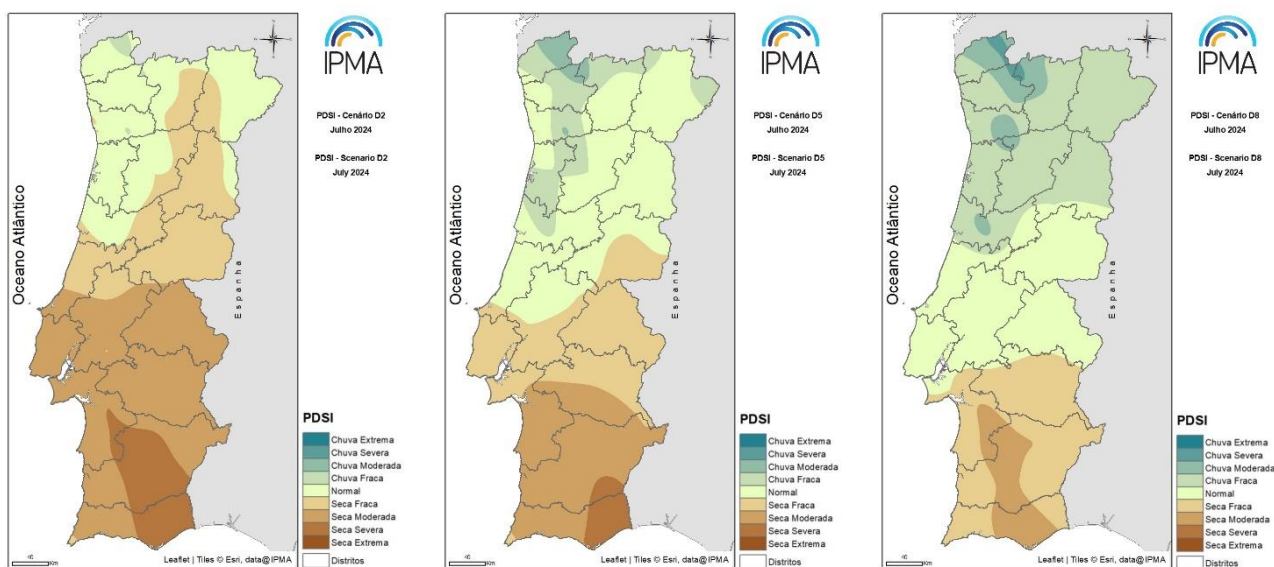 IPMA
PDSI - Cenário D2
Julho 2024
PDSI - Scenario D2
July 2024
Oceano Atlântico
Espanha
PDSI
Chuva Extrema
Chuva Severa
Chuva Moderada
Chuva Fraca
Normal
Seca Fraca
Seca Moderada
Seca Severa
Seca Extrema
Distritos
40
Km
Leaflet | Tiles © Esri, data@IPMA
IPMA
PDSI - Cenário D5
Julho 2024
PDSI - Scenario D5
July 2024
Oceano Atlântico
Espanha
PDSI
Chuva Extrema
Chuva Severa
Chuva Moderada
Chuva Fraca
Normal
Seca Fraca
Seca Moderada
Seca Severa
Seca Extrema
Distritos
40
Km
Leaflet | Tiles © Esri, data@IPMA
IPMA
PDSI - Cenário D8
Julho 2024
PDSI - Scenario D8
July 2024
Oceano Atlântico
Espanha
PDSI
Chuva Extrema
Chuva Severa
Chuva Moderada
Chuva Fraca
Normal
Seca Fraca
Seca Moderada
Seca Severa
Seca Extrema
Distritos
40
Km
Leaflet | Tiles © Esri, data@IPMA